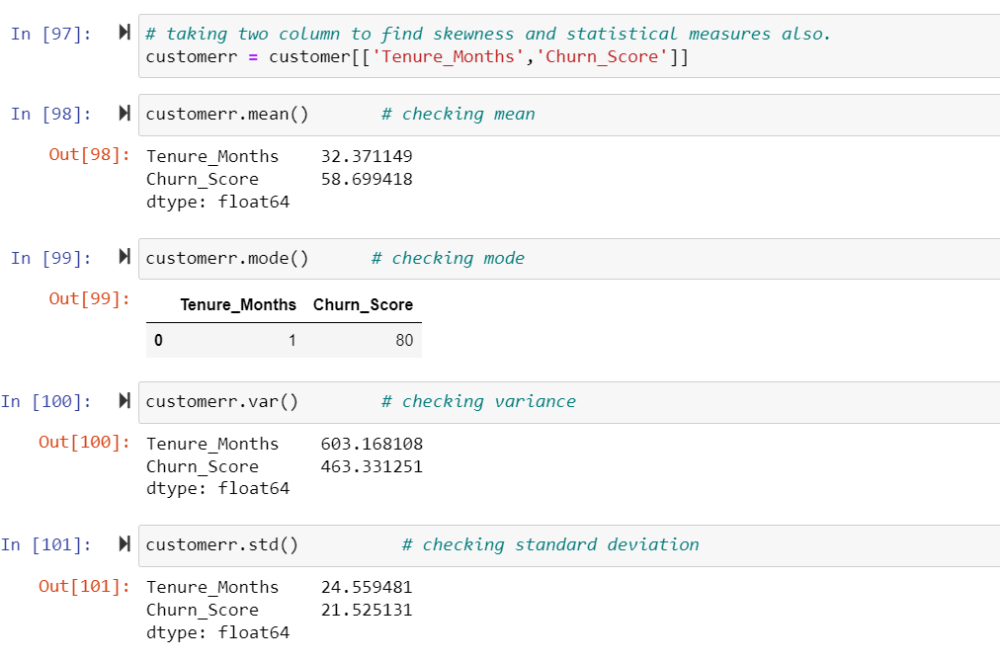 In [97]: # taking two column to find skewness and statistical measures also.
customerr = customer[['Tenure_Months','Churn_Score']]
In [98]: customerr.mean() # checking mean
Out[98]: Tenure_Months 32.371149
Churn_Score 58.699418
dtype: float64
In [99]: customerr.mode() # checking mode
Out[99]:
Tenure_Months Churn_Score
0 1 80
In [100]: customerr.var() # checking variance
Out[100]: Tenure_Months 603.168108
Churn_Score 463.331251
dtype: float64
In [101]: customerr.std() # checking standard deviation
Out[101]: Tenure_Months 24.559481
Churn_Score 21.525131
dtype: float64